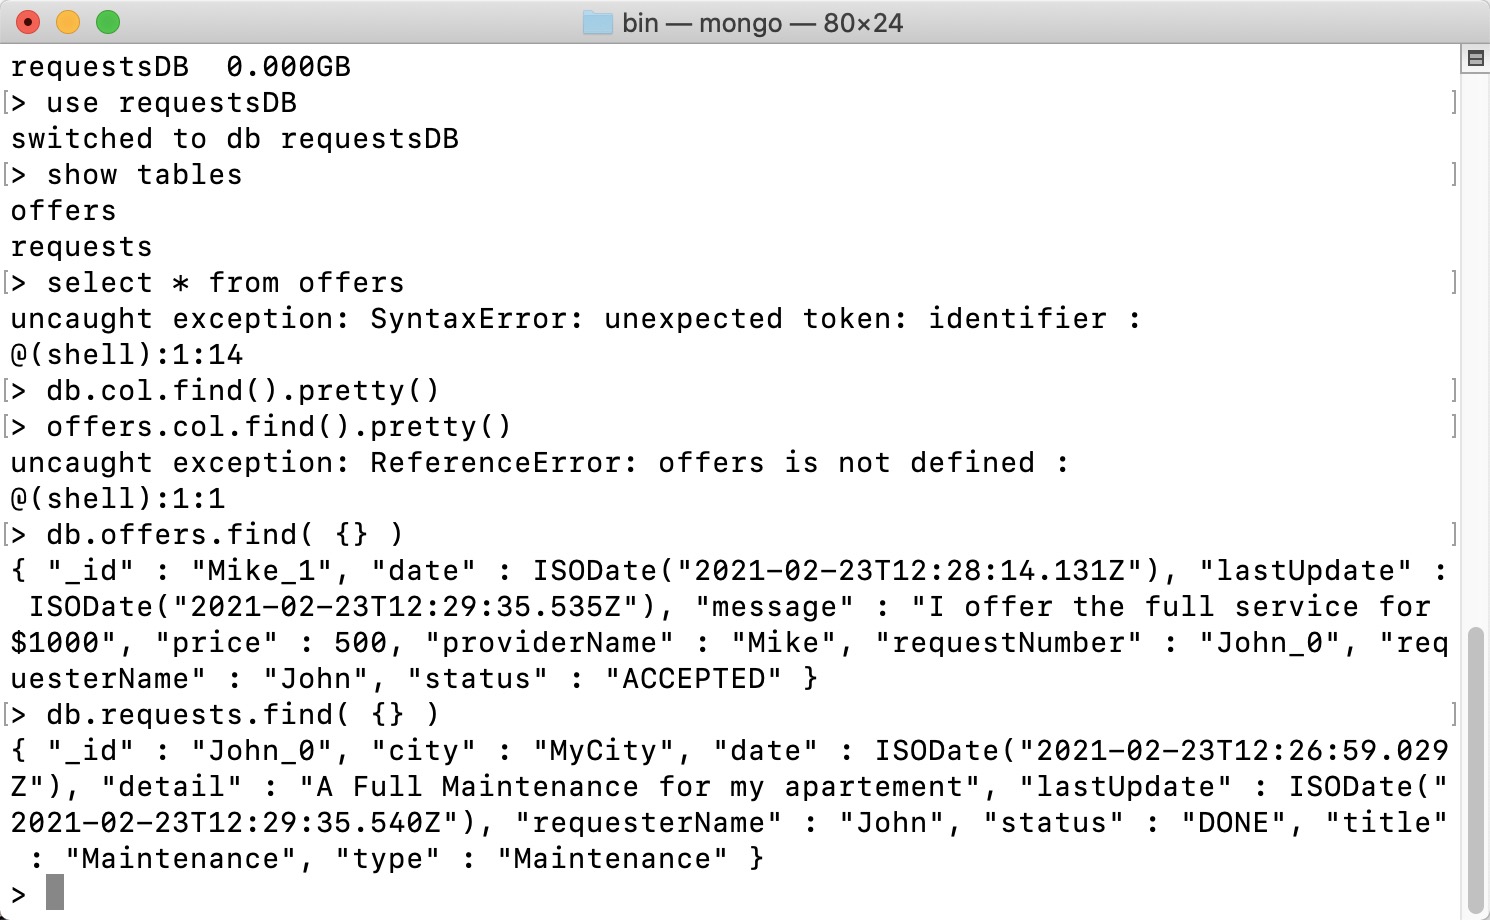 bin — mongo — 80×24
requestsDB  0.000GB
[> use requestsDB ]
switched to db requestsDB
[> show tables ]
offers
requests
[> select * from offers ]
uncaught exception: SyntaxError: unexpected token: identifier :
@(shell):1:14
[> db.col.find().pretty() ]
[> offers.col.find().pretty() ]
uncaught exception: ReferenceError: offers is not defined :
@(shell):1:1
[> db.offers.find( {} ) ]
{ "_id" : "Mike_1", "date" : ISODate("2021-02-23T12:28:14.131Z"), "lastUpdate" :
 ISODate("2021-02-23T12:29:35.535Z"), "message" : "I offer the full service for
$1000", "price" : 500, "providerName" : "Mike", "requestNumber" : "John_0", "req
uesterName" : "John", "status" : "ACCEPTED" }
[> db.requests.find( {} ) ]
{ "_id" : "John_0", "city" : "MyCity", "date" : ISODate("2021-02-23T12:26:59.029
Z"), "detail" : "A Full Maintenance for my apartement", "lastUpdate" : ISODate("
2021-02-23T12:29:35.540Z"), "requesterName" : "John", "status" : "DONE", "title"
 : "Maintenance", "type" : "Maintenance" }
>